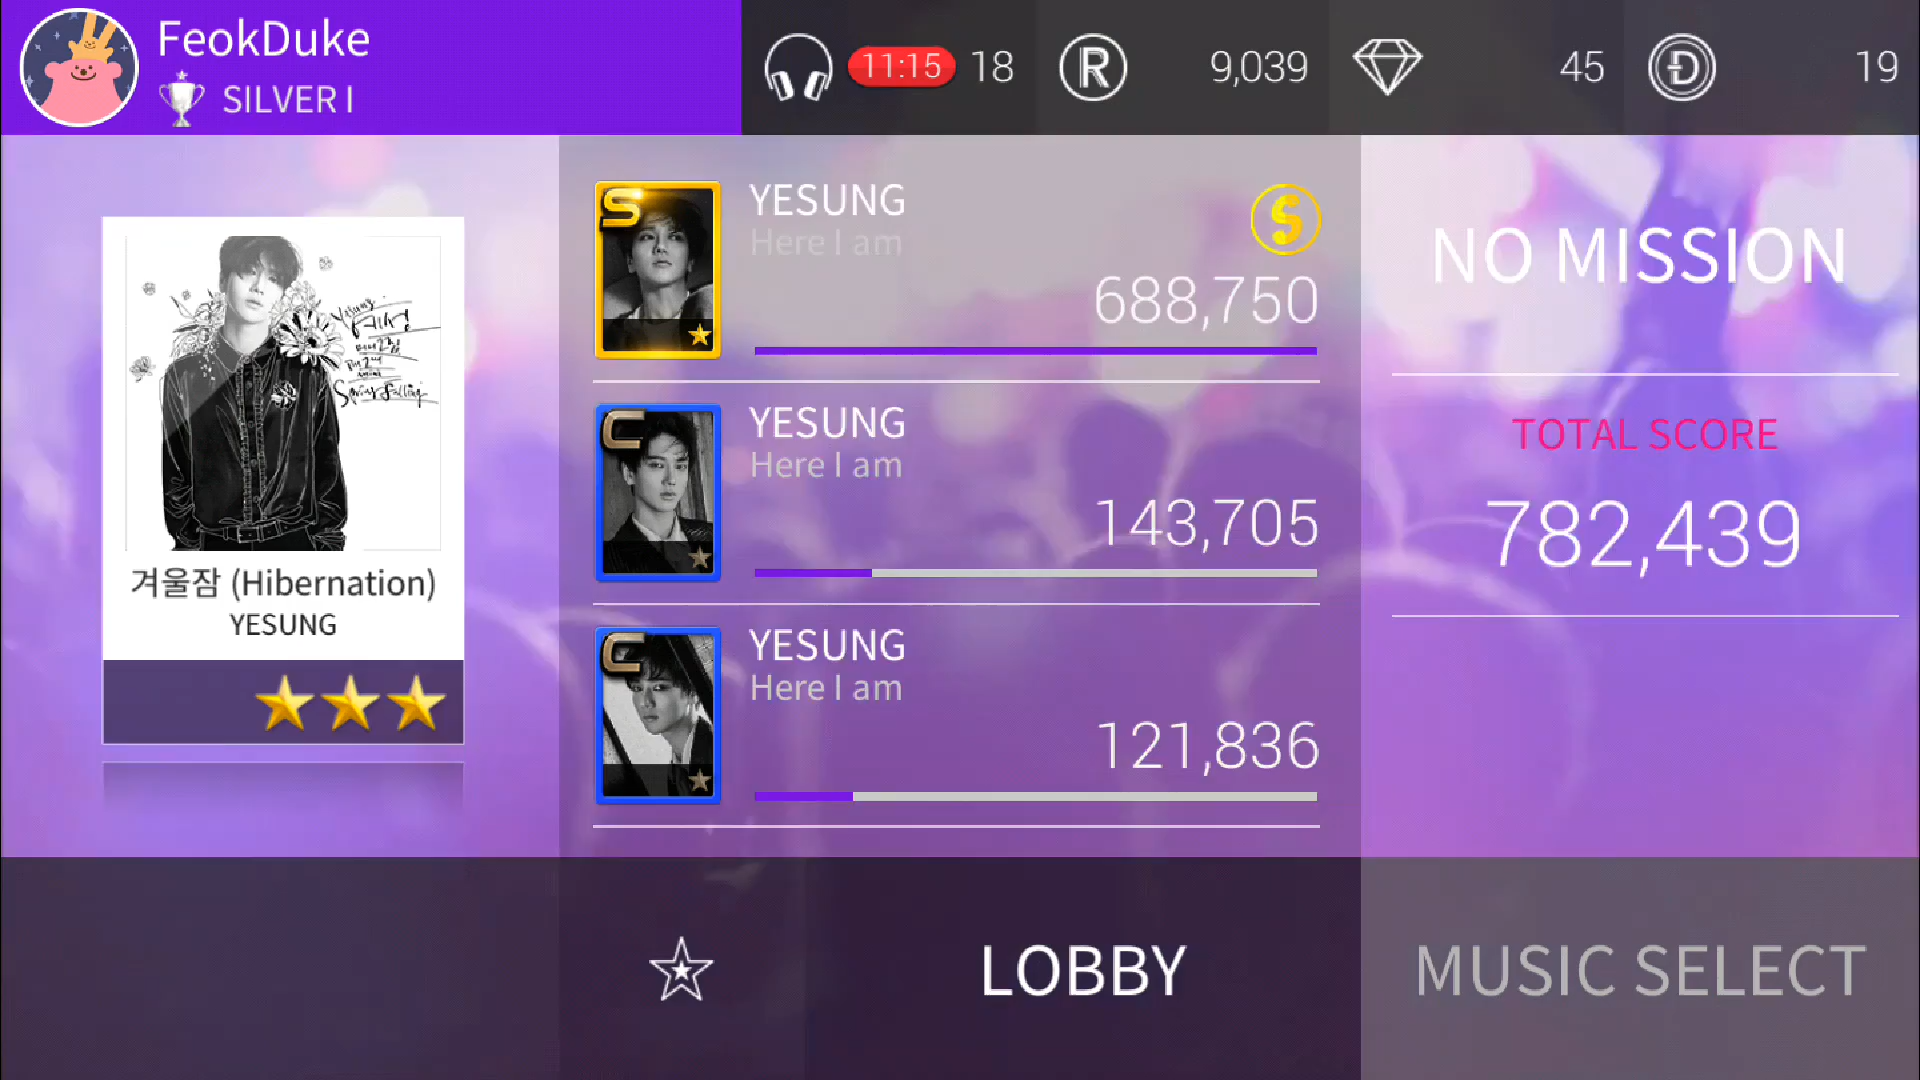 FeokDuke
SILVER I
11:15 18
R 9,039
45
19
겨울잠 (Hibernation)
YESUNG
S
YESUNG
Here I am
688,750
C
YESUNG
Here I am
143,705
C
YESUNG
Here I am
121,836
NO MISSION
TOTAL SCORE
782,439
LOBBY
MUSIC SELECT